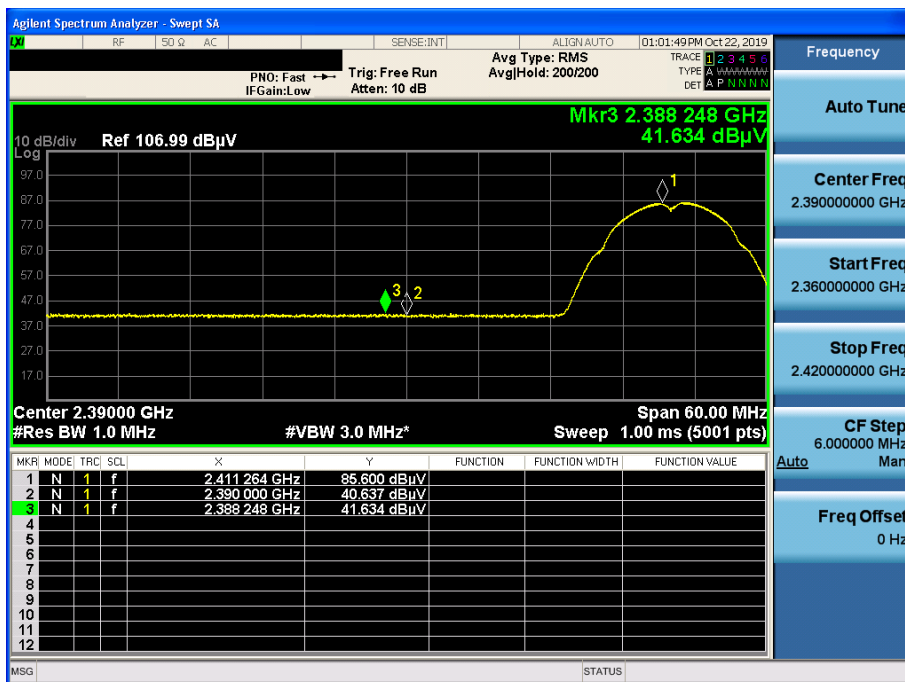 Agilent Spectrum Analyzer - Swept SA
LXI RF 50 Ω AC SENSE:INT ALIGN AUTO 01:01:49 PM Oct 22, 2019
Frequency
PNO: Fast Trig: Free Run Avg Type: RMS TRACE 1 2 3 4 5 6
IFGain:Low Atten: 10 dB Avg|Hold: 200/200 TYPE A WWWWW
DET A P N N N N
Auto Tune
Mkr3 2.388 248 GHz
10 dB/div Ref 106.99 dBµV 41.634 dBµV
Log
97.0
87.0
77.0
67.0
57.0
47.0
37.0
27.0
17.0
1
3 2
Center Freq
2.390000000 GHz
Start Freq
2.360000000 GHz
Stop Freq
2.420000000 GHz
Center 2.39000 GHz Span 60.00 MHz
#Res BW 1.0 MHz #VBW 3.0 MHz* Sweep 1.00 ms (5001 pts)
CF Step
6.000000 MHz
Auto Man
Freq Offset
0 Hz
MKR MODE TRC SCL X Y FUNCTION FUNCTION WIDTH FUNCTION VALUE
1 N 1 f 2.411 264 GHz 85.600 dBµV
2 N 1 f 2.390 000 GHz 40.637 dBµV
3 N 1 f 2.388 248 GHz 41.634 dBµV
4
5
6
7
8
9
10
11
12
MSG STATUS